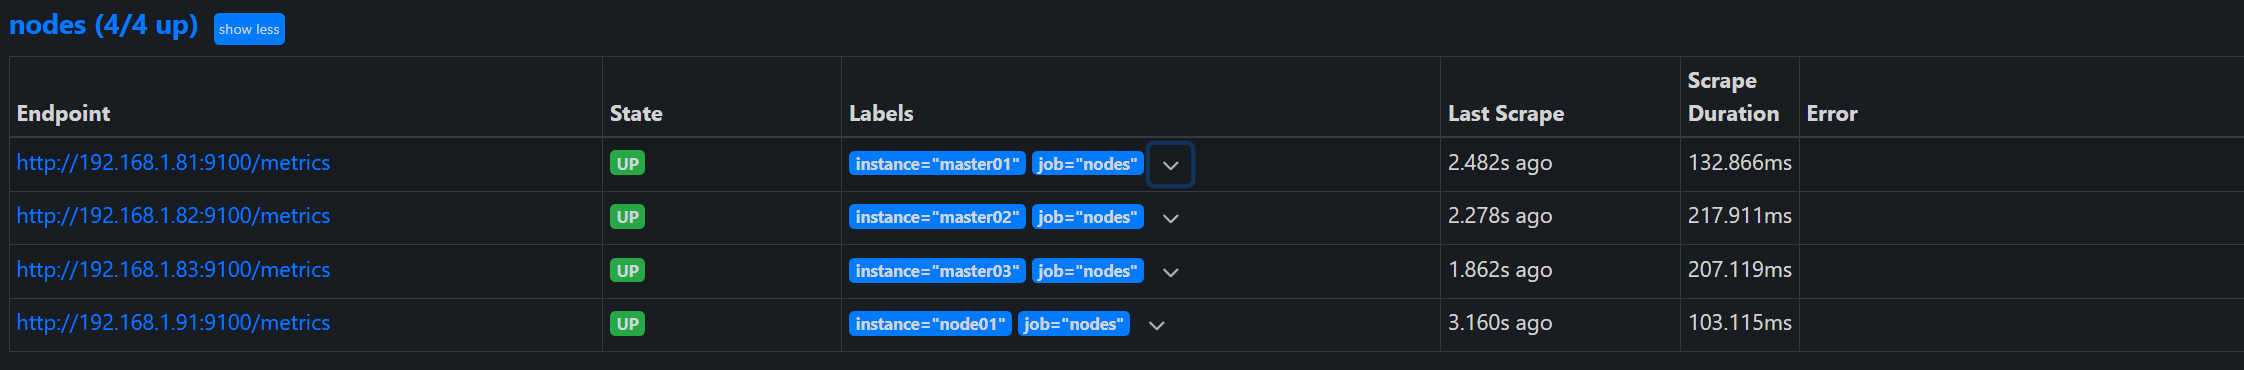 nodes (4/4 up) show less
Endpoint State Labels Last Scrape Scrape Duration Error
http://192.168.1.81:9100/metrics UP instance="master01" job="nodes" 2.482s ago 132.866ms
http://192.168.1.82:9100/metrics UP instance="master02" job="nodes" 2.278s ago 217.911ms
http://192.168.1.83:9100/metrics UP instance="master03" job="nodes" 1.862s ago 207.119ms
http://192.168.1.91:9100/metrics UP instance="node01" job="nodes" 3.160s ago 103.115ms